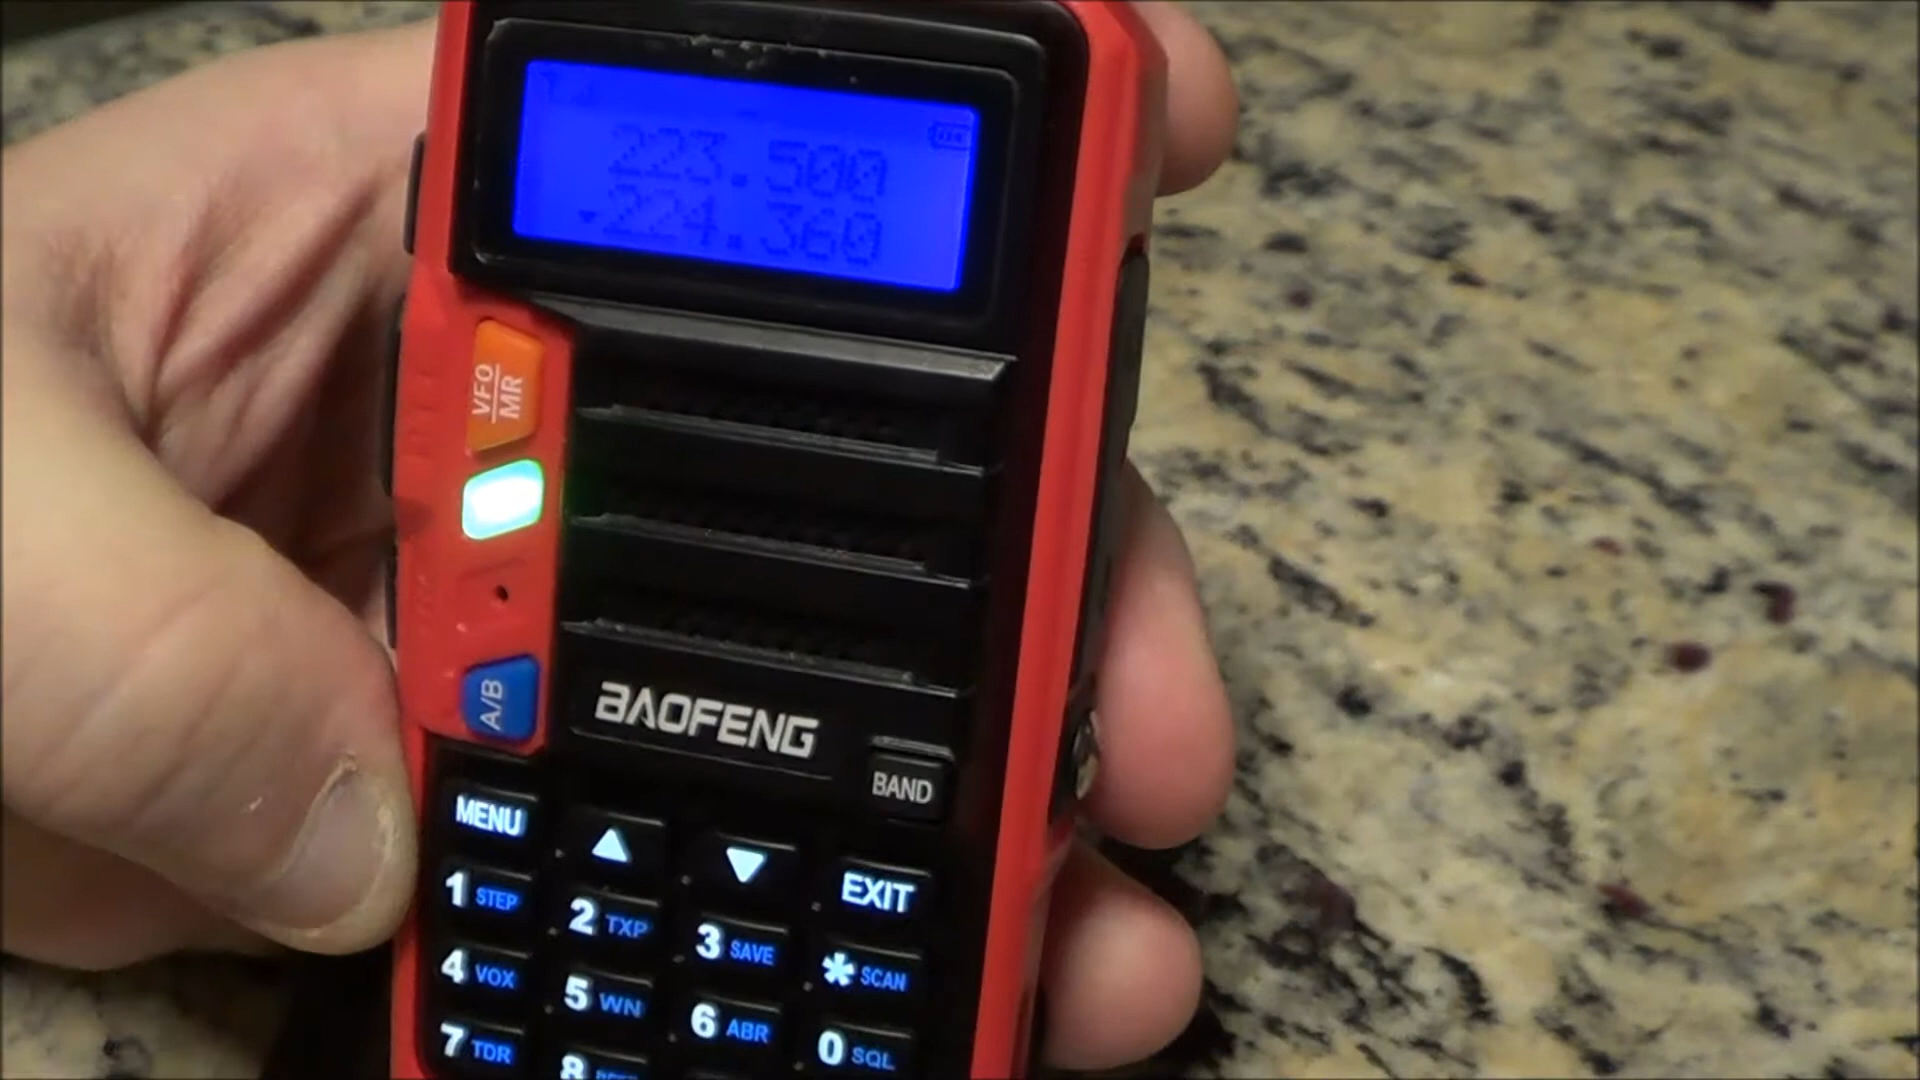 223.500
224.360
VFO
MR
A/B
BAOFENG
BAND
MENU
EXIT
1 STEP
2 TXP
3 SAVE
* SCAN
4 VOX
5 WN
6 ABR
0 SQL
7 TDR
8